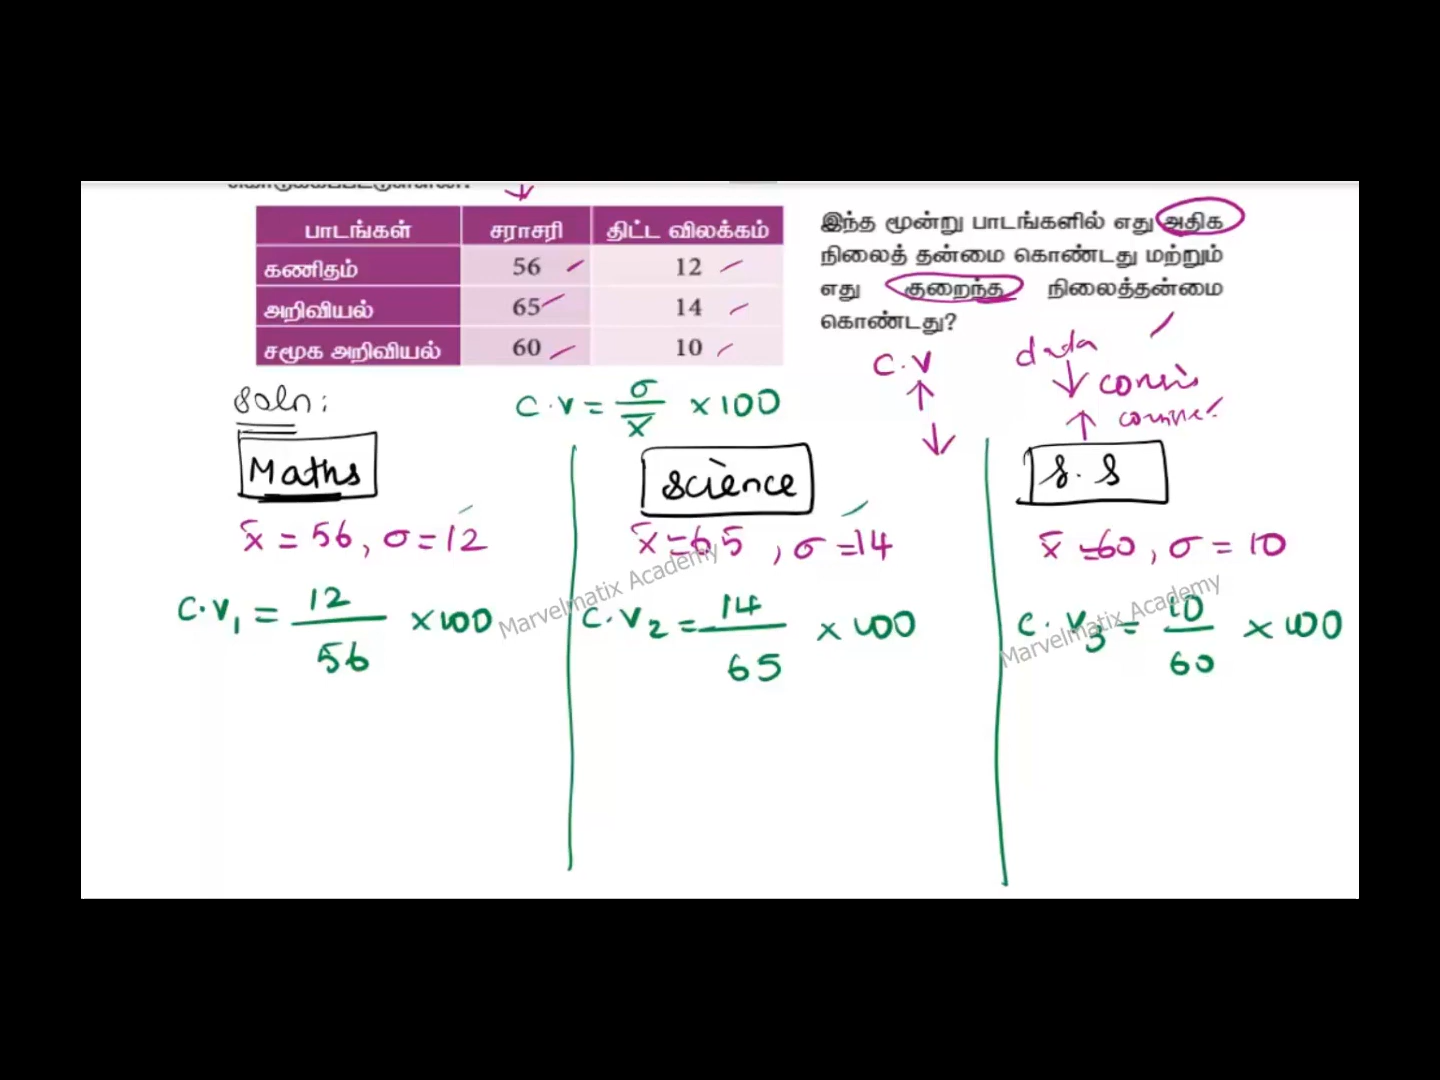 பாடங்கள் சராசரி திட்ட விலக்கம்
கணிதம் 56 12
அறிவியல் 65 14
சமூக அறிவியல் 60 10
இந்த மூன்று பாடங்களில் எது அதிக
நிலைத் தன்மை கொண்டது மற்றும்
எது குறைந்த நிலைத்தன்மை
கொண்டது?
C.V
data
Soln:
C.V = σ/x̄ × 100
Maths
x̄ = 56, σ = 12
C.V₁ = 12/56 × 100
Science
x̄ = 65, σ = 14
C.V₂ = 14/65 × 100
S.S
x̄ = 60, σ = 10
C.V₃ = 10/60 × 100
Marvelmatix Academy
Marvelmatix Academy